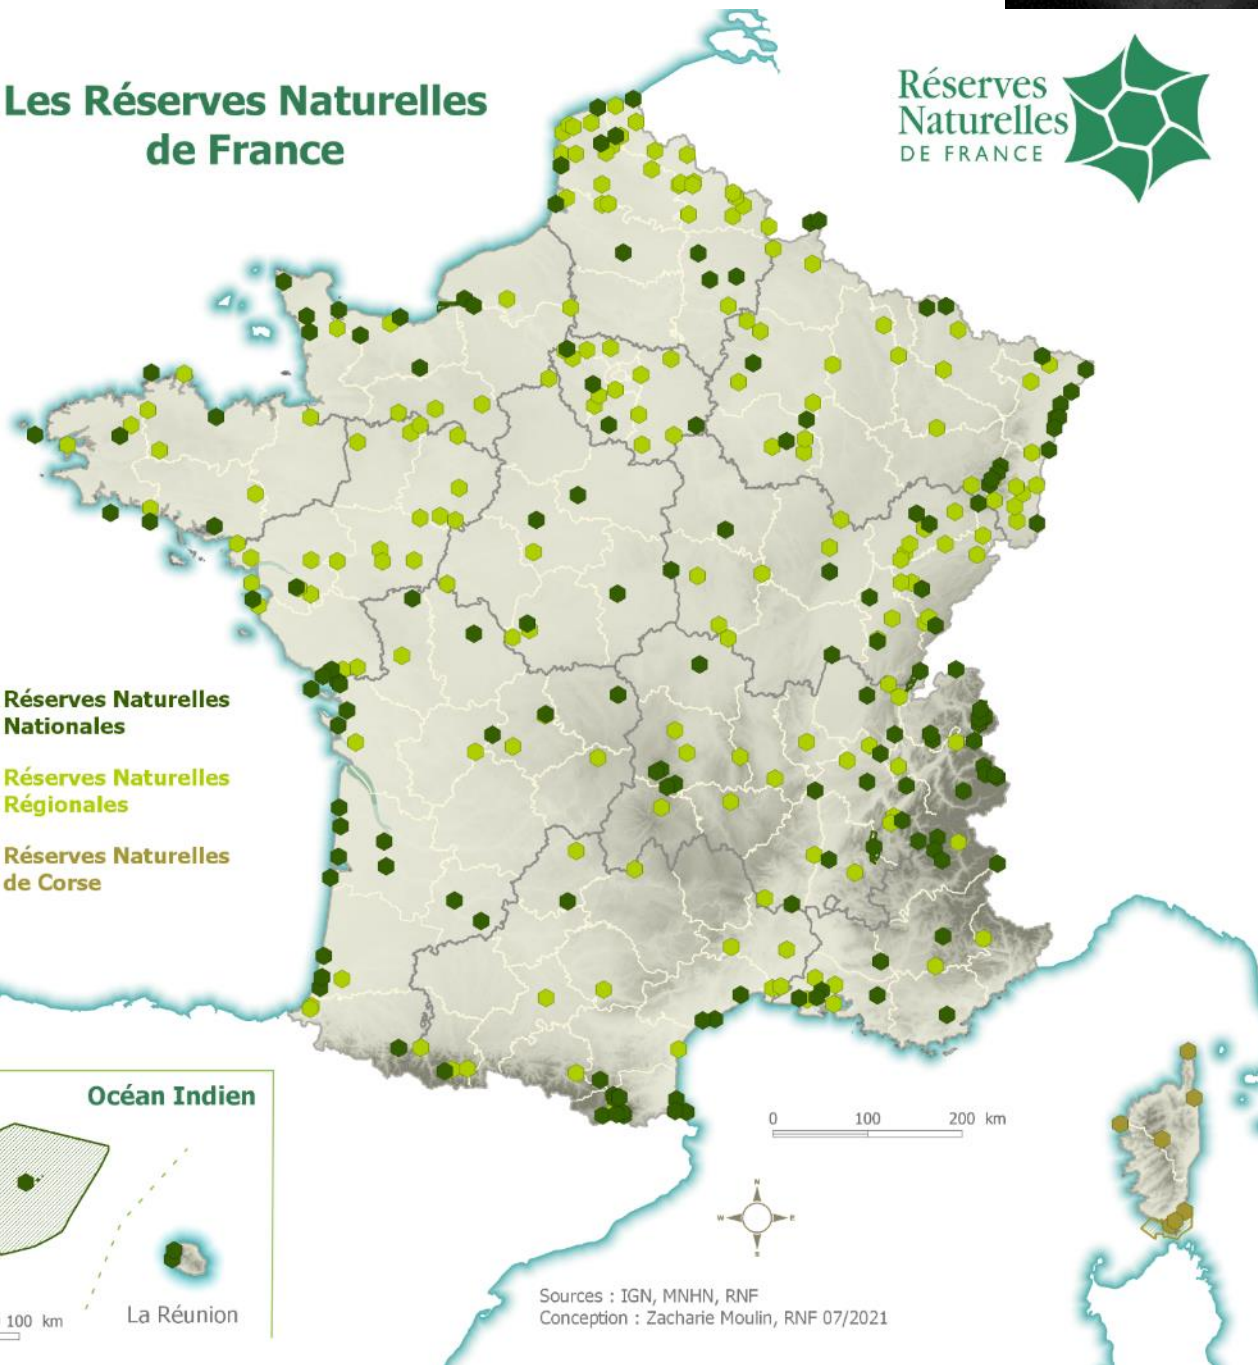 Les Réserves Naturelles
de France
Réserves
Naturelles
DE FRANCE
Réserves Naturelles
Nationales
Réserves Naturelles
Régionales
Réserves Naturelles
de Corse
Océan Indien
La Réunion
100 km
0 100 200 km
N
W E
S
Sources : IGN, MNHN, RNF
Conception : Zacharie Moulin, RNF 07/2021